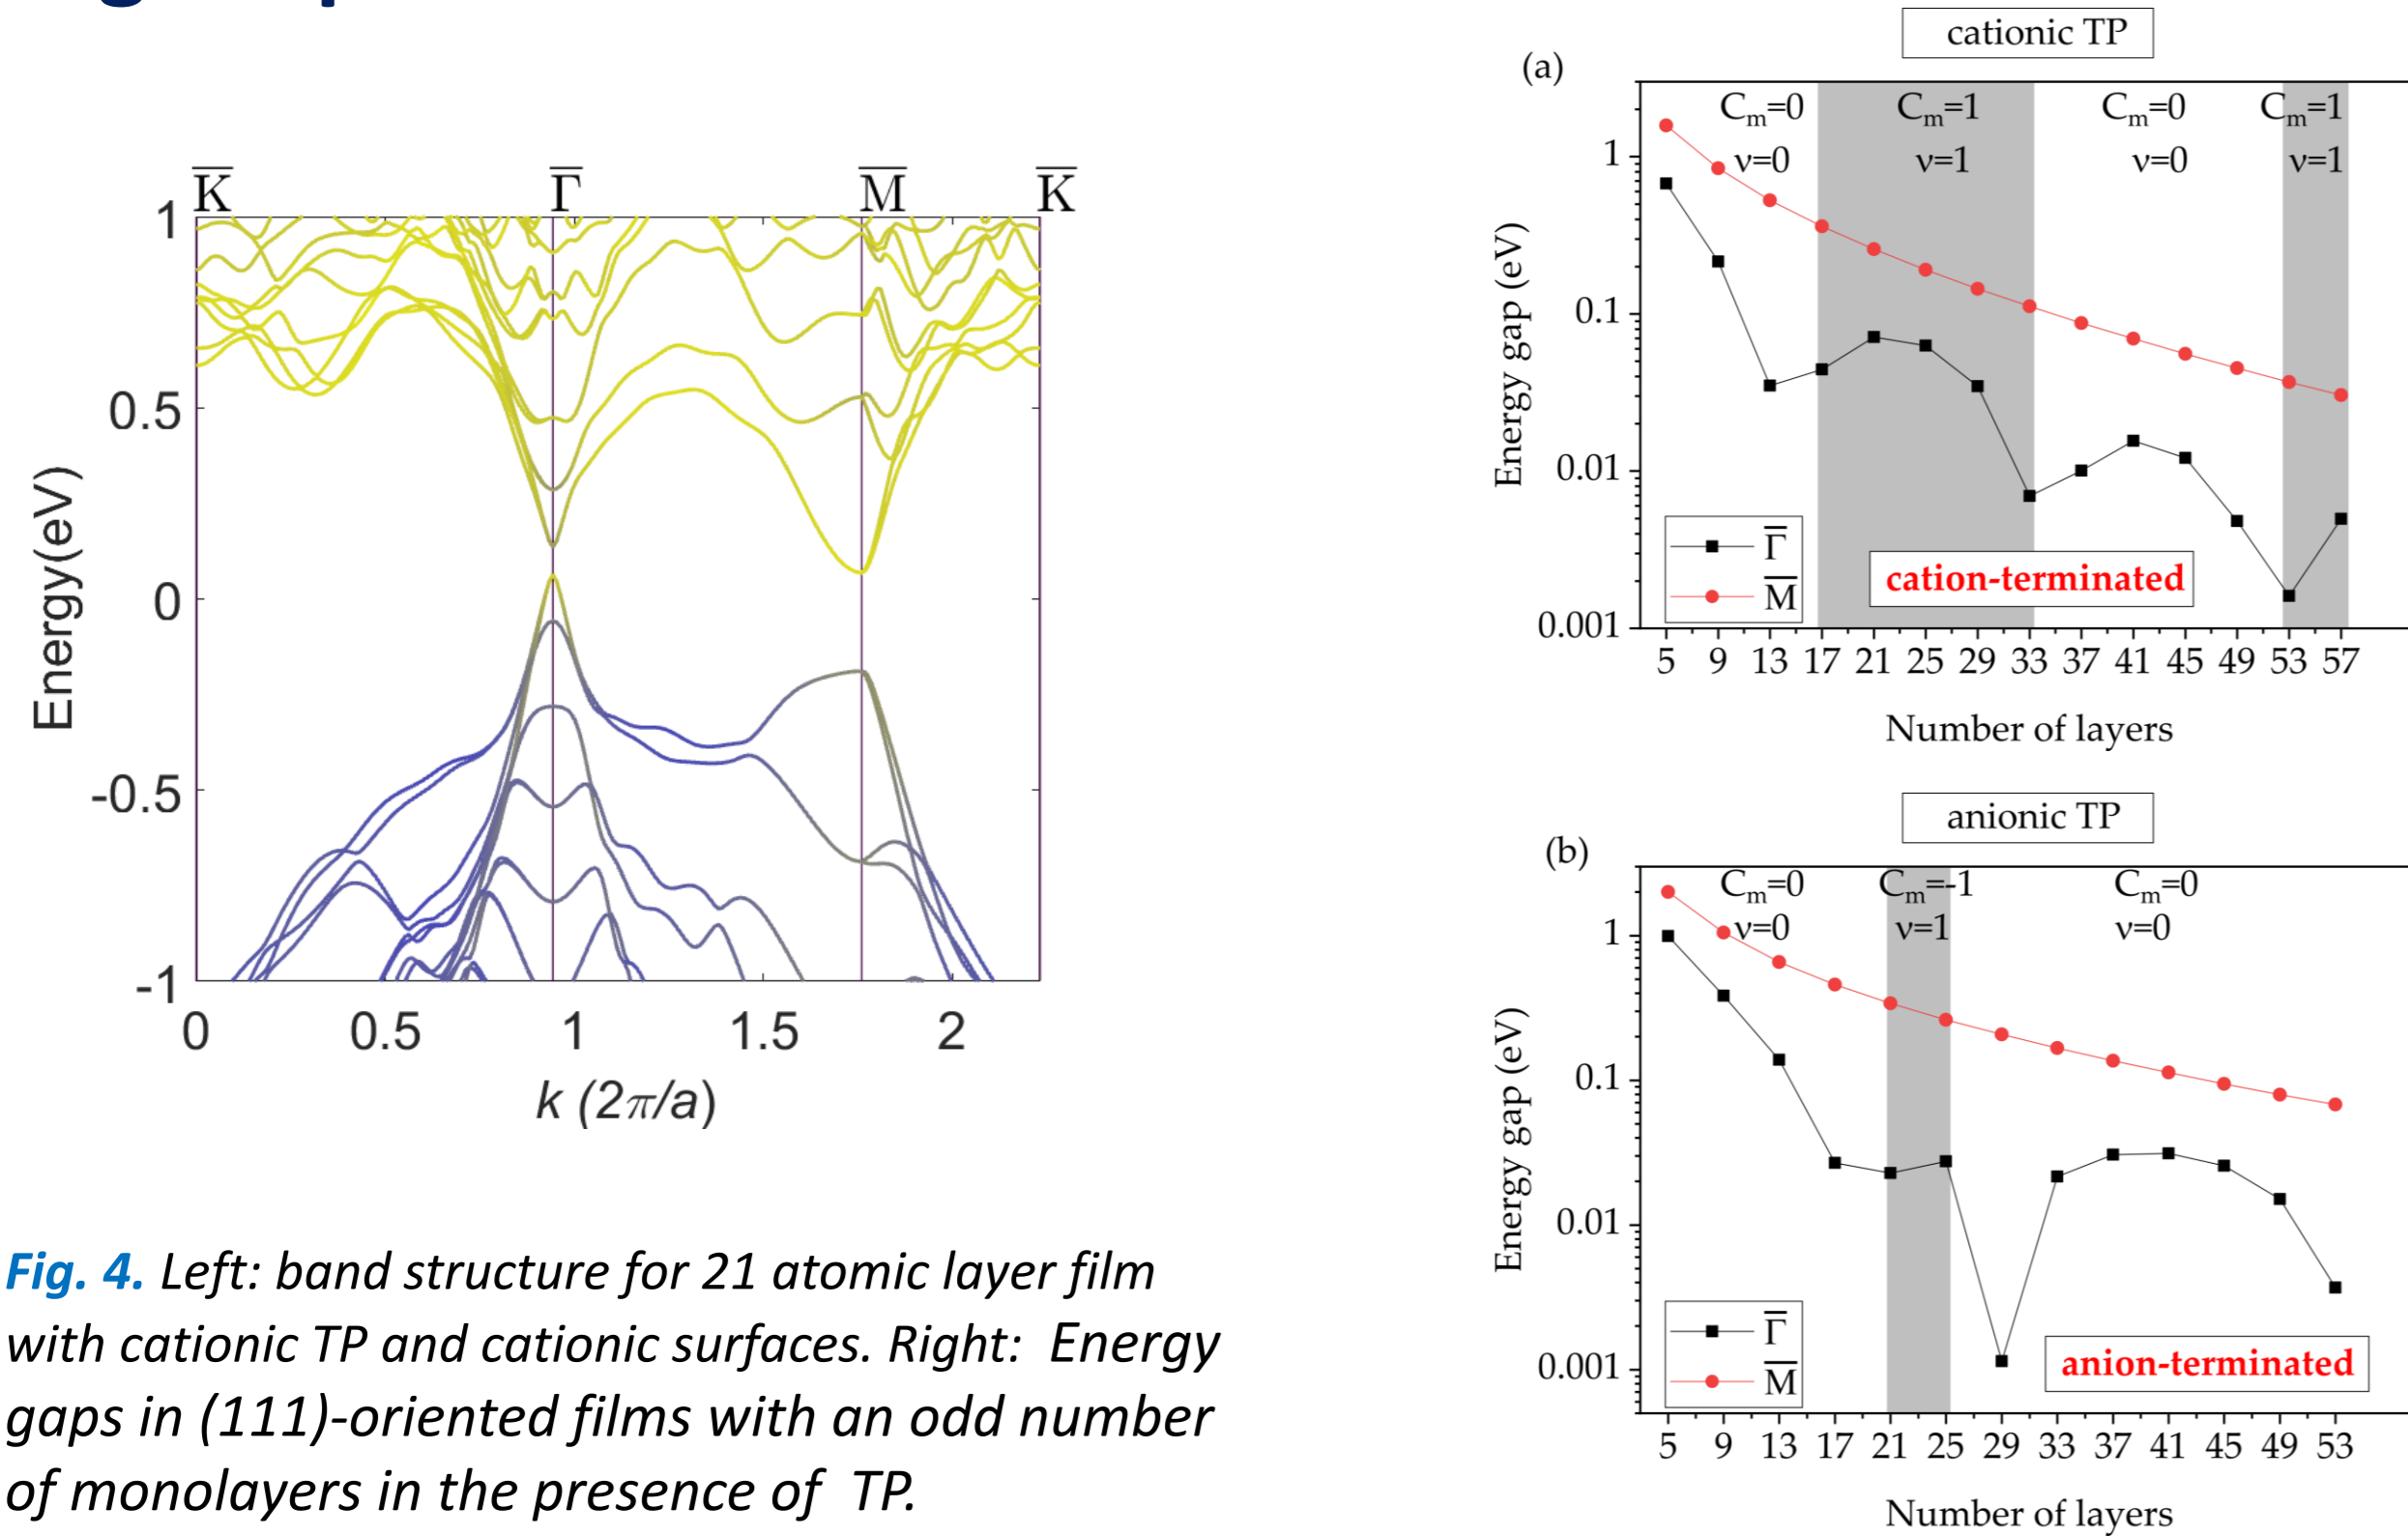 K̅ Γ̅ M̅ K̅
1
0.5
0
-0.5
-1
Energy(eV)
0 0.5 1 1.5 2
k (2π/a)
Fig. 4. Left: band structure for 21 atomic layer film
with cationic TP and cationic surfaces. Right: Energy
gaps in (111)-oriented films with an odd number
of monolayers in the presence of TP.
cationic TP
(a)
Cₘ=0 Cₘ=1 Cₘ=0 Cₘ=1
ν=0 ν=1 ν=0 ν=1
1
0.1
0.01
0.001
Energy gap (eV)
Γ̅
M̅
cation-terminated
5 9 13 17 21 25 29 33 37 41 45 49 53 57
Number of layers
anionic TP
(b)
Cₘ=0 Cₘ=-1 Cₘ=0
ν=0 ν=1 ν=0
1
0.1
0.01
0.001
Energy gap (eV)
Γ̅
M̅
anion-terminated
5 9 13 17 21 25 29 33 37 41 45 49 53
Number of layers